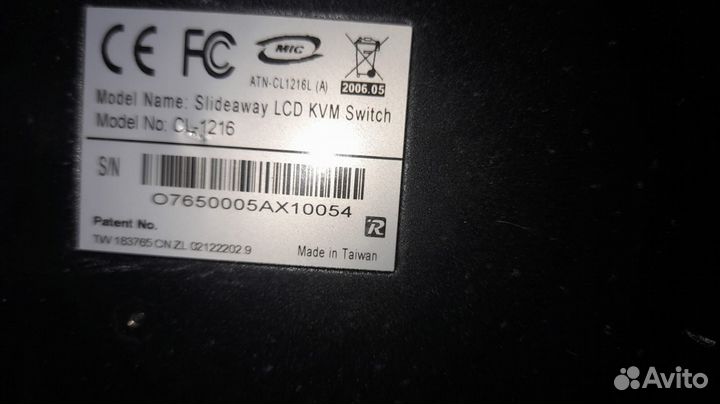 CE FC MIC
ATN-CL1216L (A) 2006.05
Model Name: Slideaway LCD KVM Switch
Model No: CL-1216
S/N
O7650005AX10054
Patent No.
TW 183765 CN ZL 02122202.9
R
Made in Taiwan
Avito